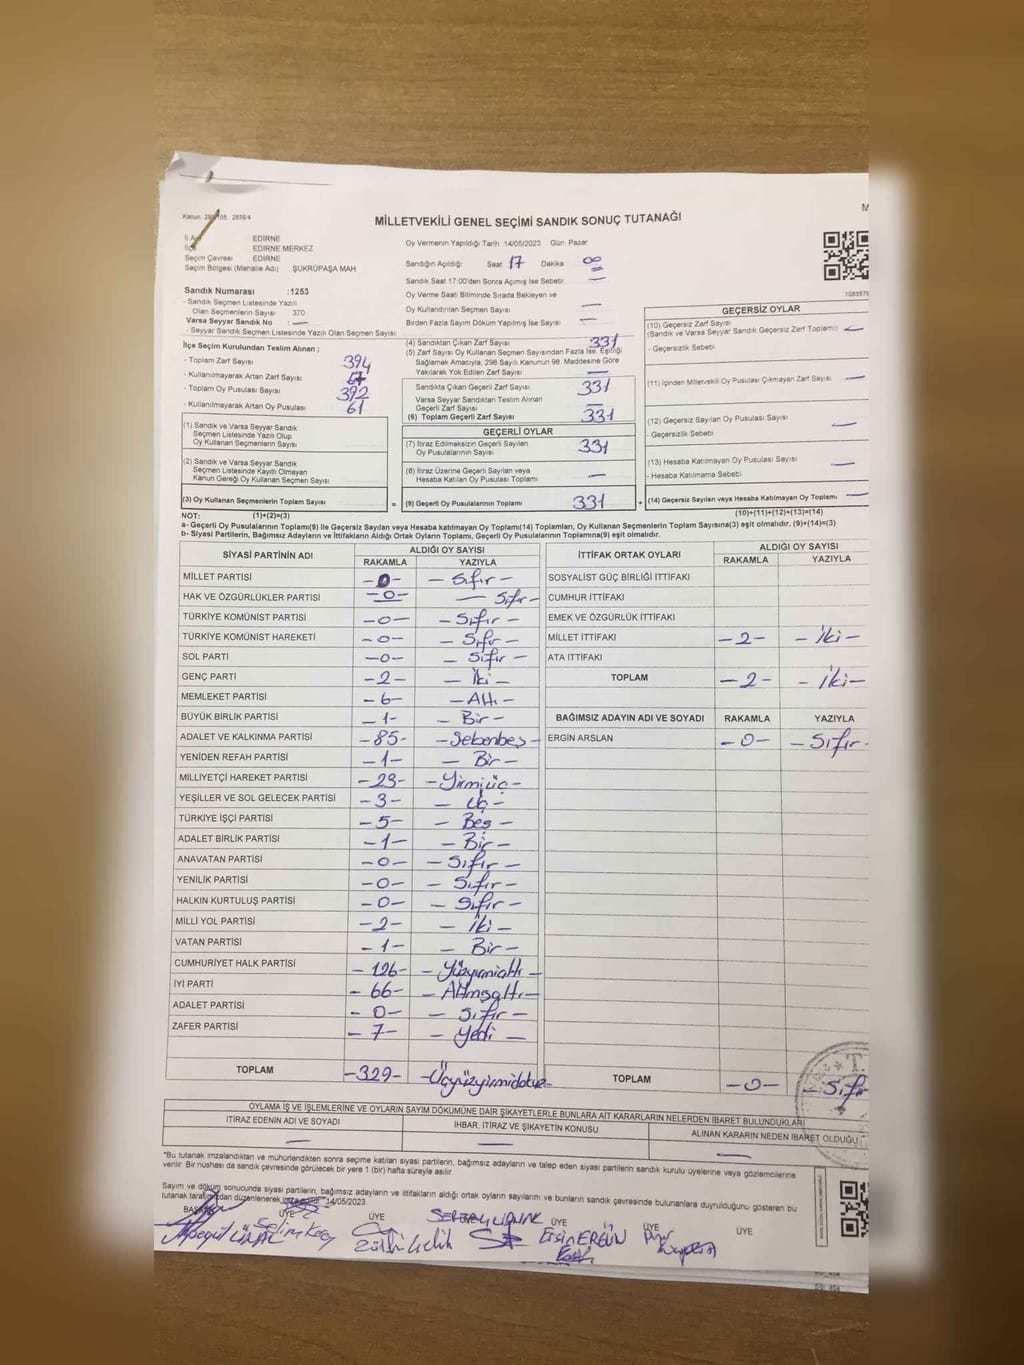 MİLLETVEKİLİ GENEL SEÇİMİ SANDIK SONUÇ TUTANAĞI
EDİRNE
EDİRNE MERKEZ
Seçim Çevresi EDİRNE
Seçim Bölgesi (Mahalle Adı) ŞÜKRÜPAŞA MAH.
Sandık Numarası :1253
- Sandık Seçmen Listesinde Yazılı
Olan Seçmenlerin Sayısı 370
Varsa Seyyar Sandık No : —
- Seyyar Sandık Seçmen Listesinde Yazılı Olan Seçmen Sayısı:
Oy Vermenin Yapıldığı Tarih :14/05/2023 Gün Pazar
Sandığın Açıldığı Saat 17 Dakika 00
Sandık Saat 17:00'den Sonra Açmış İse Sebebi —
Oy Verme Saati Bitiminde Sırada Bekleyen ve
Oy Kullandırılan Seçmen Sayısı —
Birden Fazla Sayım Döküm Yapılmış İse Sayısı —
İlçe Seçim Kurulundan Teslim Alınan ;
- Toplam Zarf Sayısı 394
- Kullanılmayarak Artan Zarf Sayısı
- Toplam Oy Pusulası Sayısı 392
- Kullanılmayarak Artan Oy Pusulası 61
(1) Sandık ve Varsa Seyyar Sandık
Seçmen Listesinde Yazılı Olup
Oy Kullanan Seçmenlerin Sayısı
(2) Sandık ve Varsa Seyyar Sandık
Seçmen Listesinde Kayıtlı Olmayan
Kanun Gereği Oy Kullanan Seçmen Sayısı
(3) Oy Kullanan Seçmenlerin Toplam Sayısı
(4) Sandıktan Çıkan Zarf Sayısı 331
(5) Zarf Sayısı Oy Kullanan Seçmen Sayısından Fazla İse, Eşitliği
Sağlamak Amacıyla, 298 Sayılı Kanunun 98. Maddesine Göre
Yakılarak Yok Edilen Zarf Sayısı —
Sandıkta Çıkan Geçerli Zarf Sayısı 331
Varsa Seyyar Sandıktan Teslim Alınan
Geçerli Zarf Sayısı —
(6) Toplam Geçerli Zarf Sayısı 331
GEÇERLİ OYLAR
(7) İtiraz Edilmeksizin Geçerli Sayılan
Oy Pusulalarının Sayısı 331
(8) İtiraz Üzerine Geçerli Sayılan veya
Hesaba Katılan Oy Pusulası Toplamı —
= (9) Geçerli Oy Pusulalarının Toplamı 331
GEÇERSİZ OYLAR
(10) Geçersiz Zarf Sayısı
(Sandık ve Varsa Seyyar Sandık Geçersiz Zarf Toplamı) —
- Geçersizlik Sebebi
(11) İçinden Milletvekili Oy Pusulası Çıkmayan Zarf Sayısı —
(12) Geçersiz Sayılan Oy Pusulası Sayısı —
- Geçersizlik Sebebi
(13) Hesaba Katılmayan Oy Pusulası Sayısı —
- Hesaba Katılmama Sebebi
+ (14) Geçersiz Sayılan veya Hesaba Katılmayan Oy Toplamı —
NOT: (1)+(2)=(3) (10)+(11)+(12)+(13)=(14)
a- Geçerli Oy Pusulalarının Toplamı(9) ile Geçersiz Sayılan veya Hesaba katılmayan Oy Toplamı(14) Toplamları, Oy Kullanan Seçmenlerin Toplam Sayısına(3) eşit olmalıdır. (9)+(14)=(3)
b- Siyasi Partilerin, Bağımsız Adayların ve İttifakların Aldığı Ortak Oyların Toplamı, Geçerli Oy Pusulalarının Toplamına(9) eşit olmalıdır.
SİYASİ PARTİNİN ADI ALDIĞI OY SAYISI
RAKAMLA YAZIYLA
MİLLET PARTİSİ -0- - Sıfır -
HAK VE ÖZGÜRLÜKLER PARTİSİ -0- - Sıfır -
TÜRKİYE KOMÜNİST PARTİSİ -0- - Sıfır -
TÜRKİYE KOMÜNİST HAREKETİ -0- - Sıfır -
SOL PARTİ -0- - Sıfır -
GENÇ PARTİ -2- - İki -
MEMLEKET PARTİSİ -6- - Altı -
BÜYÜK BİRLİK PARTİSİ -1- - Bir -
ADALET VE KALKINMA PARTİSİ -85- - Seksenbeş -
YENİDEN REFAH PARTİSİ -1- - Bir -
MİLLİYETÇİ HAREKET PARTİSİ -23- - Yirmiüç -
YEŞİLLER VE SOL GELECEK PARTİSİ -3- - Üç -
TÜRKİYE İŞÇİ PARTİSİ -5- - Beş -
ADALET BİRLİK PARTİSİ -1- - Bir -
ANAVATAN PARTİSİ -0- - Sıfır -
YENİLİK PARTİSİ -0- - Sıfır -
HALKIN KURTULUŞ PARTİSİ -0- - Sıfır -
MİLLİ YOL PARTİSİ -2- - İki -
VATAN PARTİSİ -1- - Bir -
CUMHURİYET HALK PARTİSİ -126- - Yüzyirmialtı -
İYİ PARTİ -66- - Altmışaltı -
ADALET PARTİSİ -0- - Sıfır -
ZAFER PARTİSİ -7- - Yedi -
TOPLAM -329- - Üçyüzyirmidokuz -
İTTİFAK ORTAK OYLARI ALDIĞI OY SAYISI
RAKAMLA YAZIYLA
SOSYALİST GÜÇ BİRLİĞİ İTTİFAKI
CUMHUR İTTİFAKI
EMEK VE ÖZGÜRLÜK İTTİFAKI
MİLLET İTTİFAKI -2- - İki -
ATA İTTİFAKI
TOPLAM -2- - İki -
BAĞIMSIZ ADAYIN ADI VE SOYADI RAKAMLA YAZIYLA
ERGİN ARSLAN -0- - Sıfır -
TOPLAM -0- - Sıfır
OYLAMA İŞ VE İŞLEMLERİNE VE OYLARIN SAYIM DÖKÜMÜNE DAİR ŞİKAYETLERLE BUNLARA AİT KARARLARIN NELERDEN İBARET BULUNDUKLARI
İTİRAZ EDENİN ADI VE SOYADI İHBAR, İTİRAZ VE ŞİKAYETİN KONUSU ALINAN KARARIN NEDEN İBARET OLDUĞU
— — —
*Bu tutanak imzalandıktan ve mühürlendikten sonra seçime katılan siyasi partilerin, bağımsız adayların ve talep eden siyasi partilerin sandık kurulu üyelerine veya gözlemcilerine
verilir. Bir nüshası da sandık çevresinde görülecek bir yere 1 (bir) hafta süreyle asılır.
Sayım ve döküm sonucunda siyasi partilerin, bağımsız adayların ve ittifakların aldığı ortak oyların sayılarını ve bunların sandık çevresinde bulunanlara duyrulduğunu gösteren bu
tutanak tarafımızdan düzenlenerek 14/05/2023
ÜYE ÜYE ÜYE ÜYE ÜYE
Ersin ERGÜN